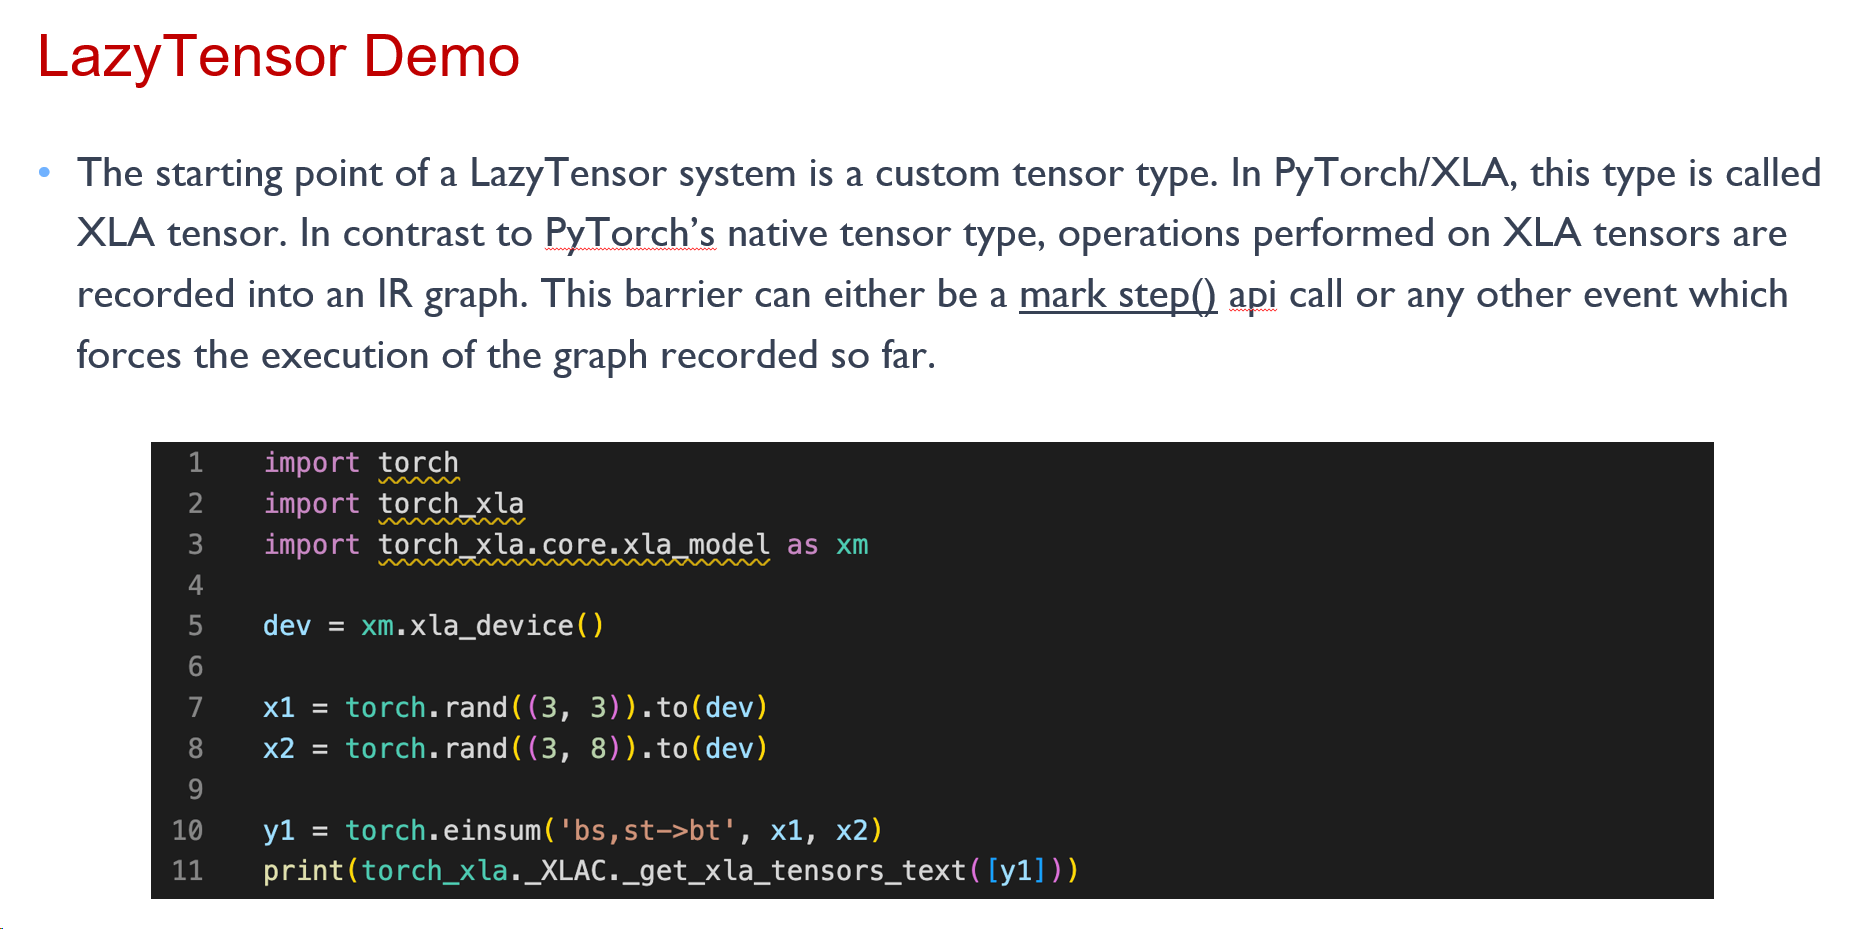 LazyTensor Demo
• The starting point of a LazyTensor system is a custom tensor type. In PyTorch/XLA, this type is called
XLA tensor. In contrast to PyTorch’s native tensor type, operations performed on XLA tensors are
recorded into an IR graph. This barrier can either be a mark step() api call or any other event which
forces the execution of the graph recorded so far.
1 import torch
2 import torch_xla
3 import torch_xla.core.xla_model as xm
4
5 dev = xm.xla_device()
6
7 x1 = torch.rand((3, 3)).to(dev)
8 x2 = torch.rand((3, 8)).to(dev)
9
10 y1 = torch.einsum('bs,st->bt', x1, x2)
11 print(torch_xla._XLAC._get_xla_tensors_text([y1]))